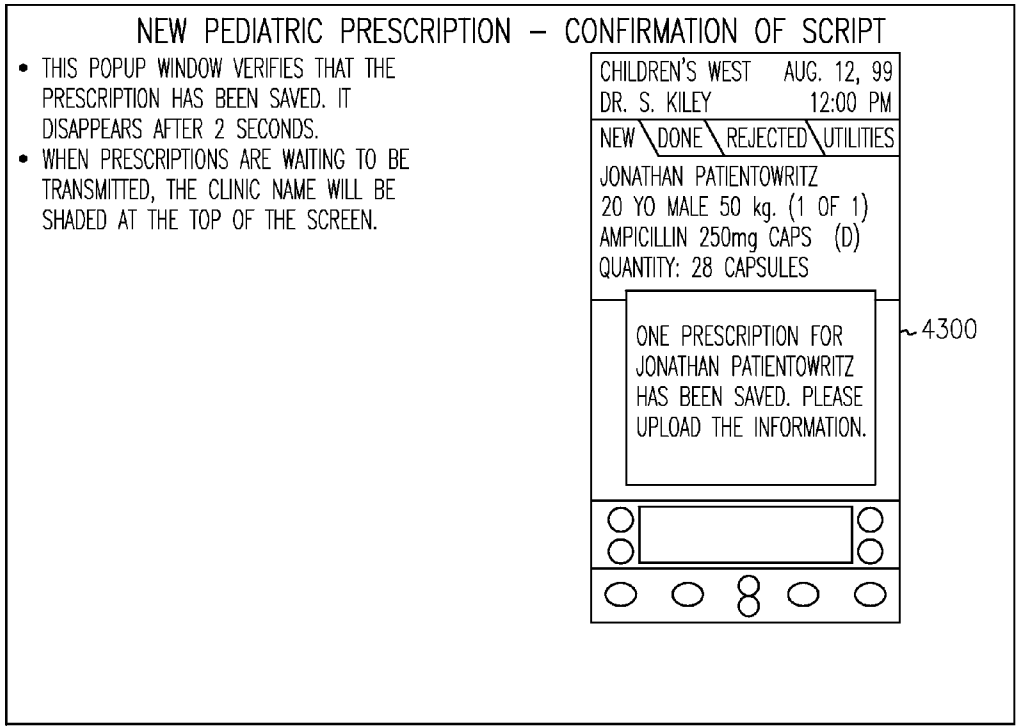 NEW PEDIATRIC PRESCRIPTION – CONFIRMATION OF SCRIPT
• THIS POPUP WINDOW VERIFIES THAT THE
PRESCRIPTION HAS BEEN SAVED. IT
DISAPPEARS AFTER 2 SECONDS.
• WHEN PRESCRIPTIONS ARE WAITING TO BE
TRANSMITTED, THE CLINIC NAME WILL BE
SHADED AT THE TOP OF THE SCREEN.
CHILDREN'S WEST AUG. 12, 99
DR. S. KILEY 12:00 PM
NEW DONE REJECTED UTILITIES
JONATHAN PATIENTOWRITZ
20 YO MALE 50 kg. (1 OF 1)
AMPICILLIN 250mg CAPS (D)
QUANTITY: 28 CAPSULES
ONE PRESCRIPTION FOR
JONATHAN PATIENTOWRITZ
HAS BEEN SAVED. PLEASE
UPLOAD THE INFORMATION.
4300